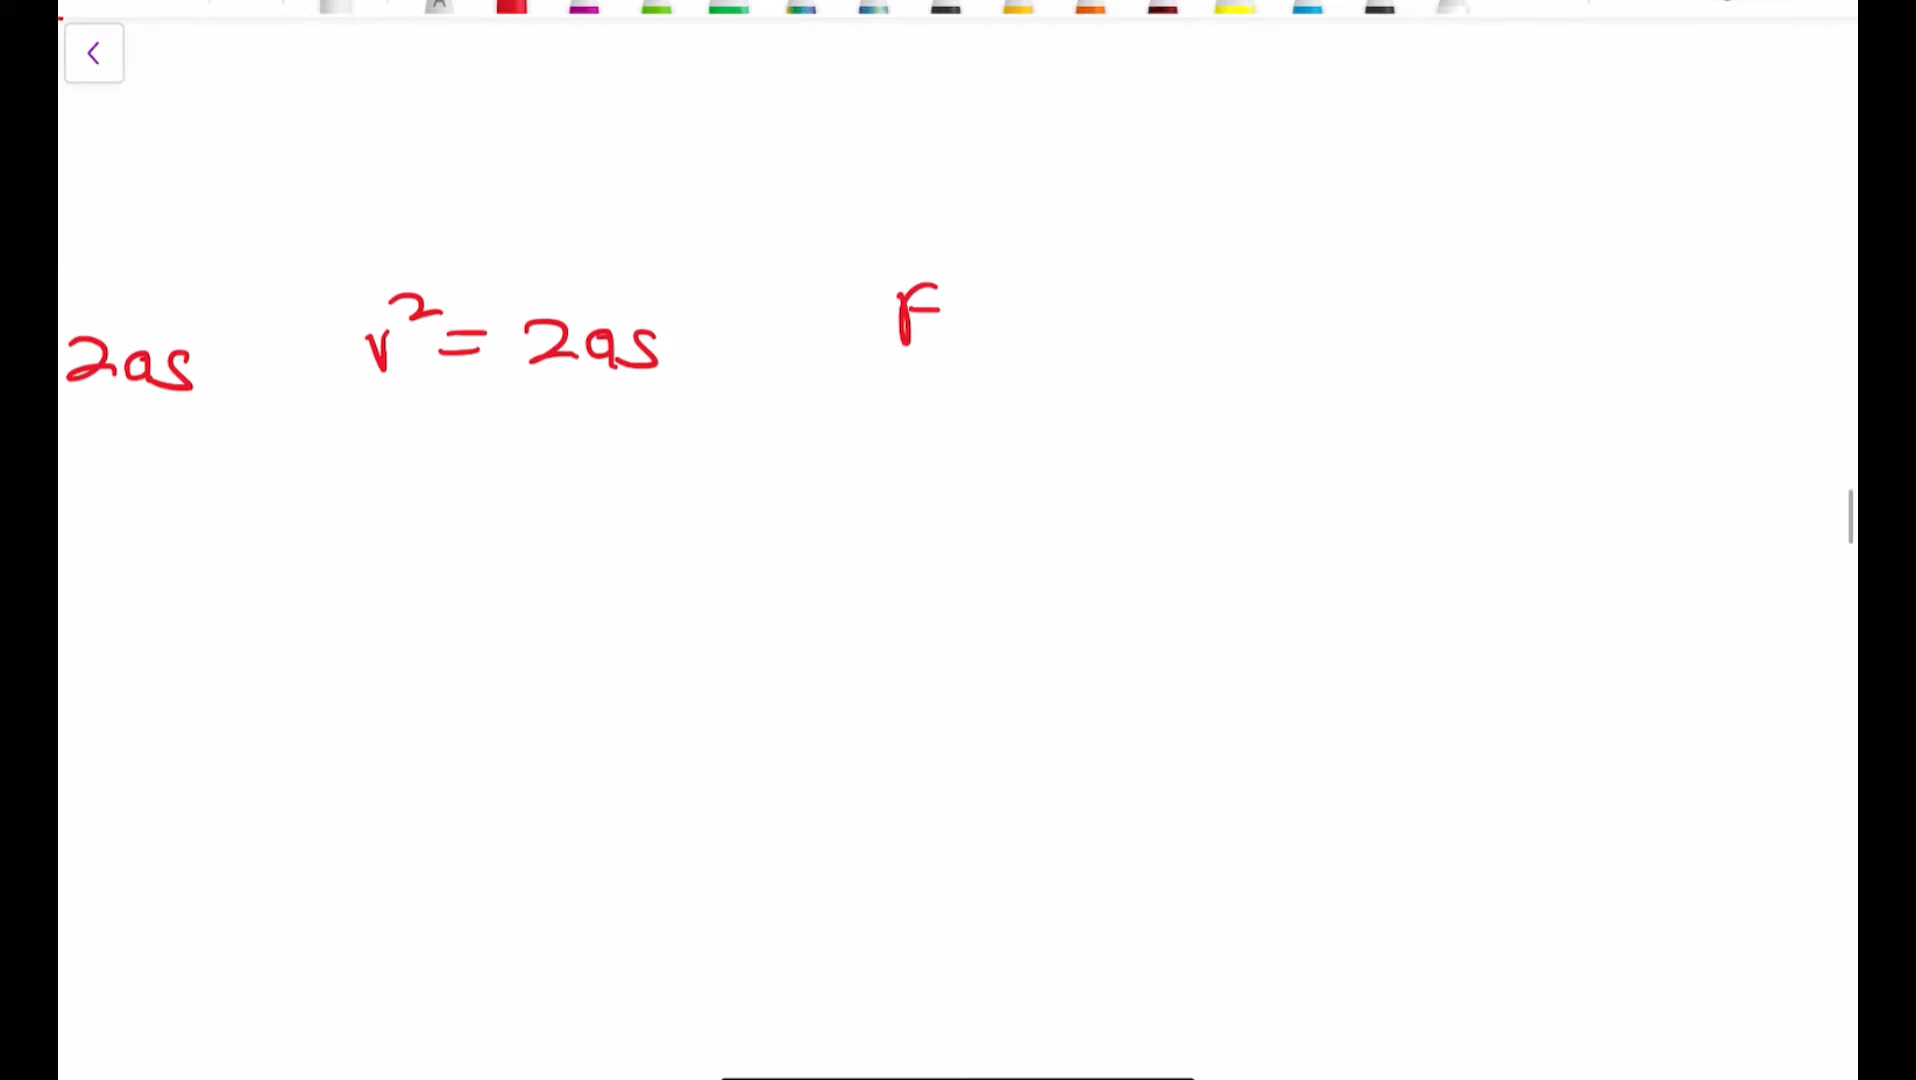 2as v² = 2as F